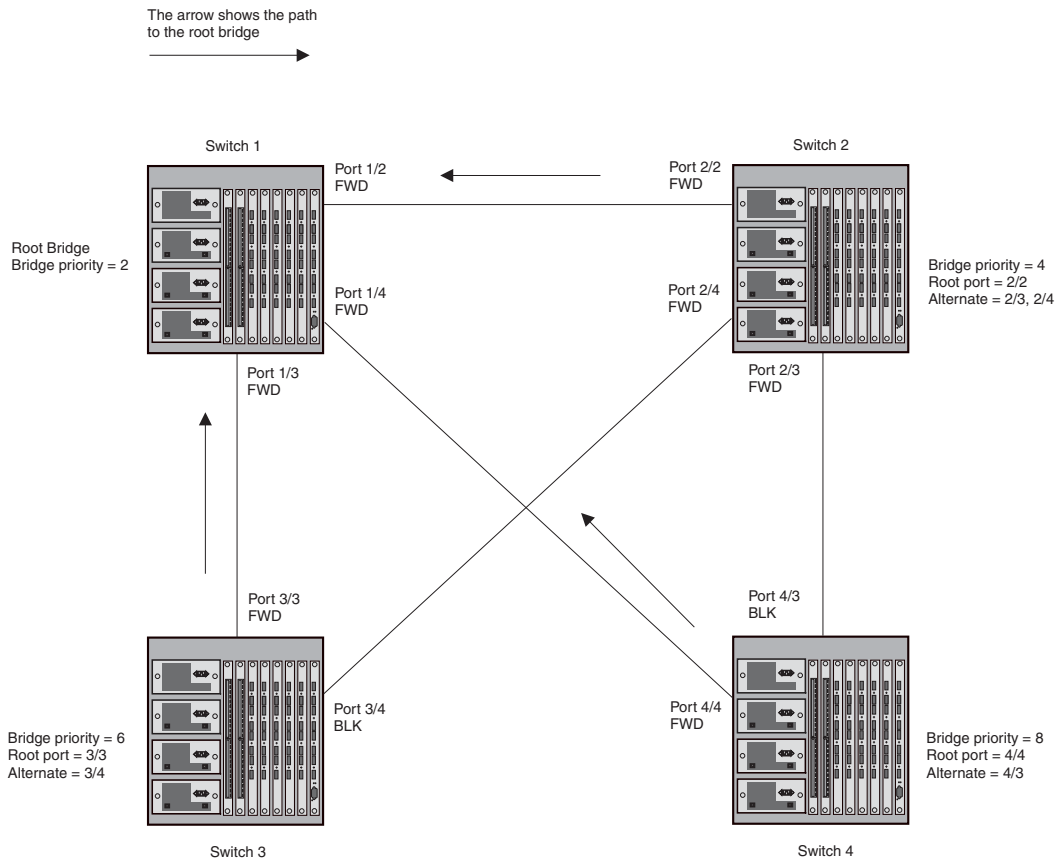 The arrow shows the path
to the root bridge
Switch 1
Switch 2
Port 1/2
FWD
Port 2/2
FWD
Root Bridge
Bridge priority = 2
Bridge priority = 4
Root port = 2/2
Alternate = 2/3, 2/4
Port 1/4
FWD
Port 2/4
FWD
Port 1/3
FWD
Port 2/3
FWD
Port 3/3
FWD
Port 4/3
BLK
Port 3/4
BLK
Port 4/4
FWD
Bridge priority = 6
Root port = 3/3
Alternate = 3/4
Bridge priority = 8
Root port = 4/4
Alternate = 4/3
Switch 3
Switch 4